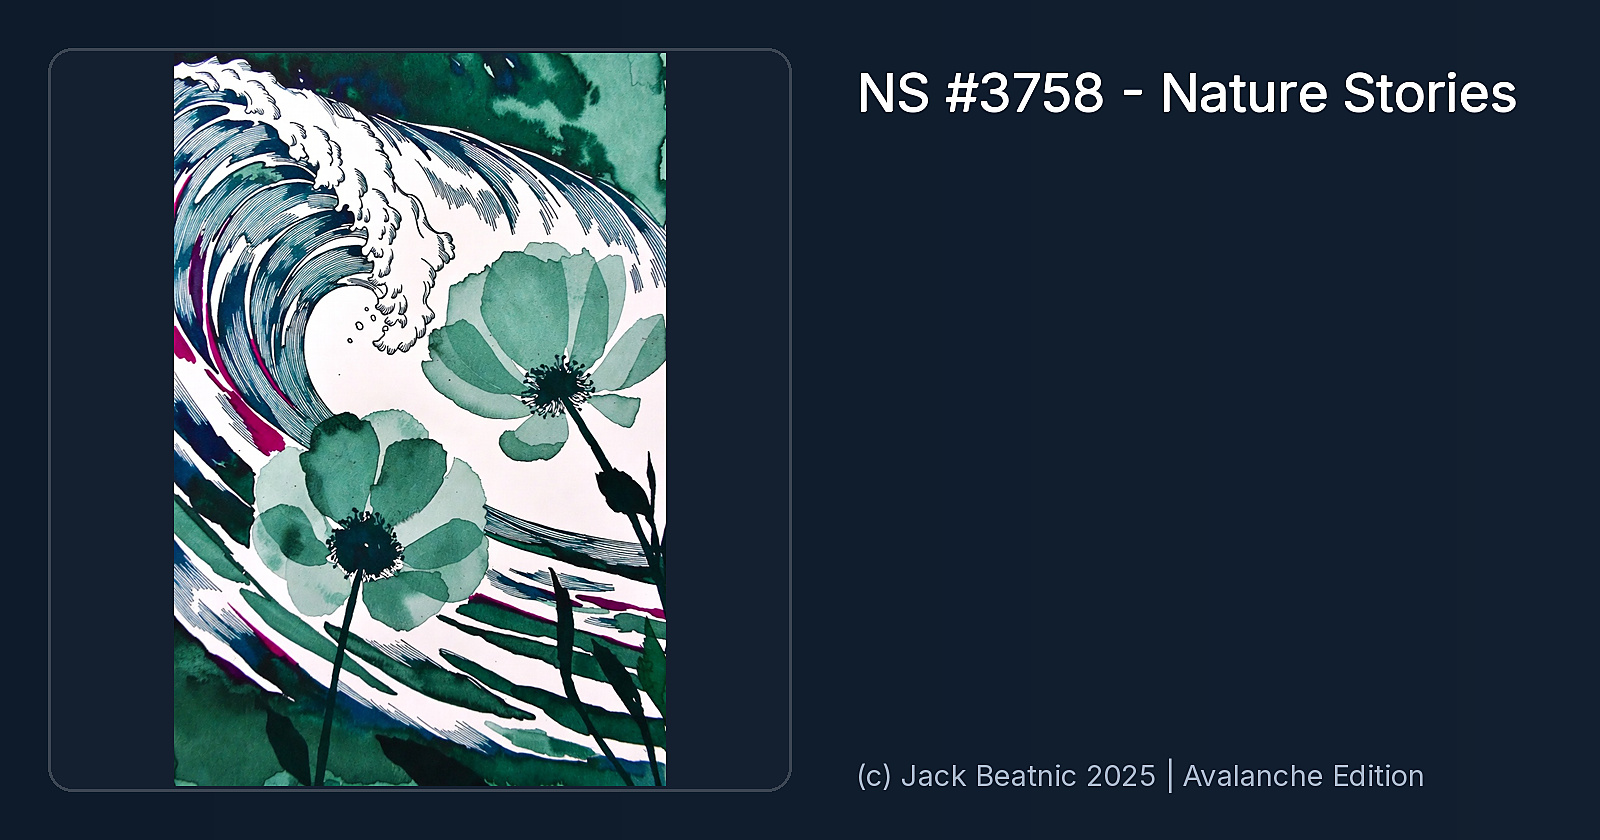 NS #3758 - Nature Stories
(c) Jack Beatnic 2025 | Avalanche Edition